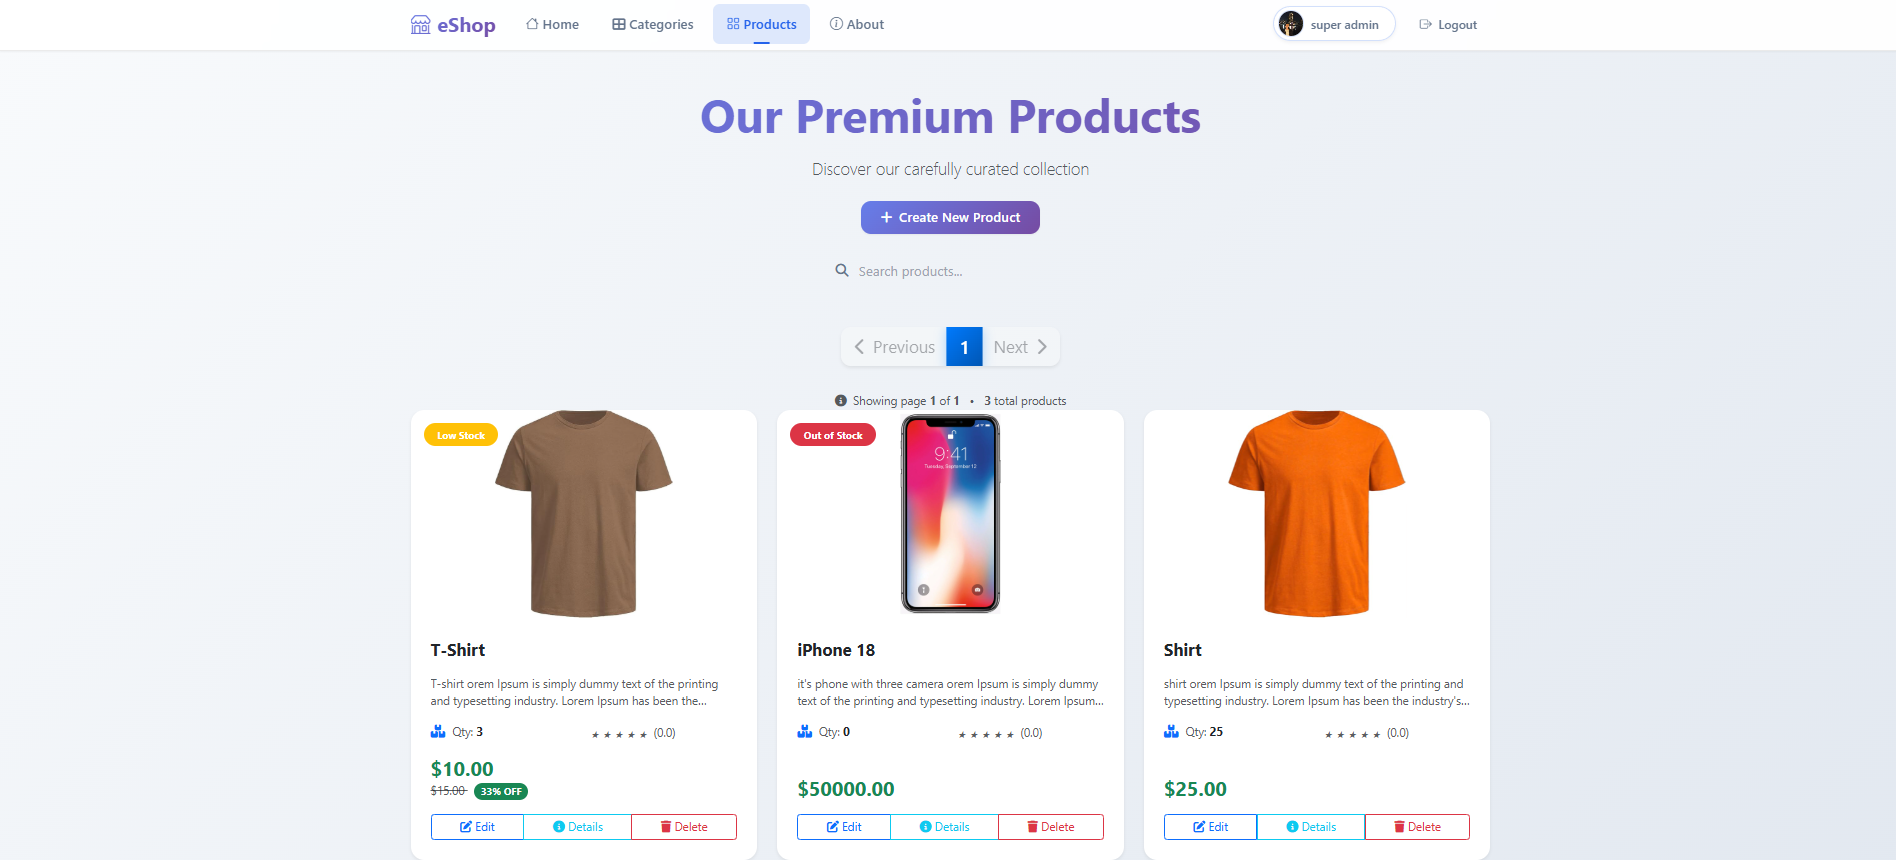 eShop Home Categories Products About super admin Logout
Our Premium Products
Discover our carefully curated collection
+ Create New Product
Search products...
Previous 1 Next
Showing page 1 of 1 • 3 total products
Low Stock
Out of Stock
9:41
Tuesday, September 12
T-Shirt
T-shirt orem Ipsum is simply dummy text of the printing
and typesetting industry. Lorem Ipsum has been the...
Qty: 3 ★ ★ ★ ★ ★ (0.0)
$10.00
$15.00 33% OFF
Edit Details Delete
iPhone 18
it's phone with three camera orem Ipsum is simply dummy
text of the printing and typesetting industry. Lorem Ipsum...
Qty: 0 ★ ★ ★ ★ ★ (0.0)
$50000.00
Edit Details Delete
Shirt
shirt orem Ipsum is simply dummy text of the printing and
typesetting industry. Lorem Ipsum has been the industry's...
Qty: 25 ★ ★ ★ ★ ★ (0.0)
$25.00
Edit Details Delete